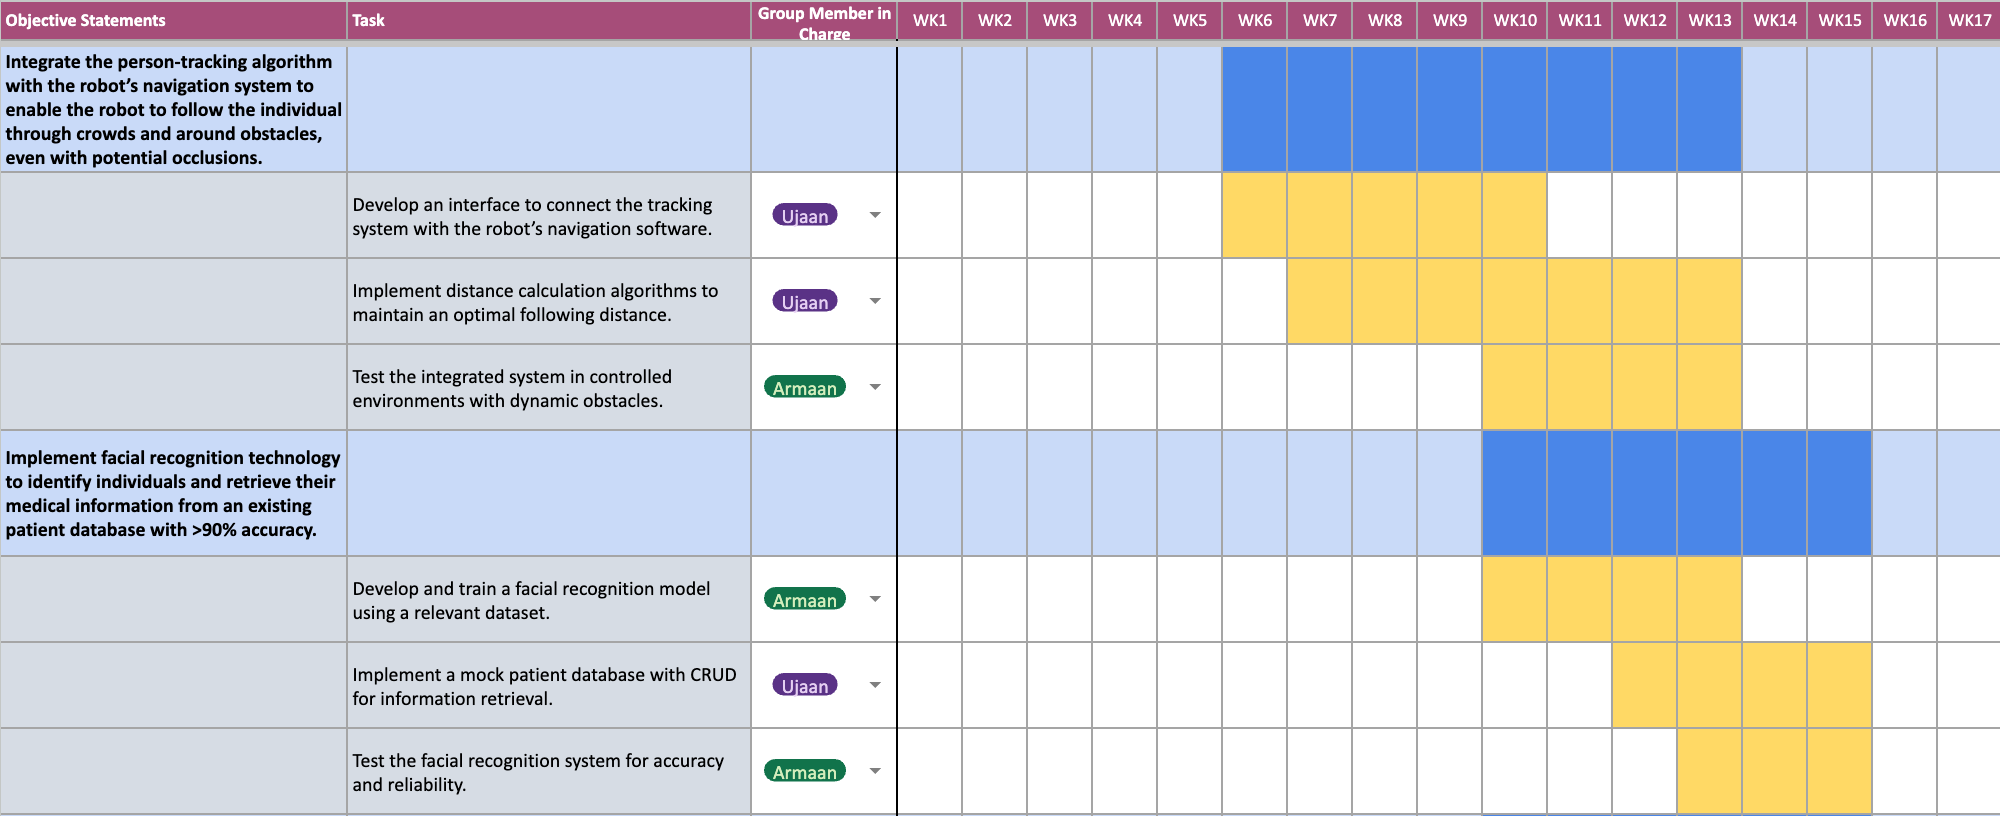 Objective Statements
Task
Group Member in
Charge
WK1
WK2
WK3
WK4
WK5
WK6
WK7
WK8
WK9
WK10
WK11
WK12
WK13
WK14
WK15
WK16
WK17
Integrate the person-tracking algorithm
with the robot’s navigation system to
enable the robot to follow the individual
through crowds and around obstacles,
even with potential occlusions.
Develop an interface to connect the tracking
system with the robot’s navigation software.
Ujaan
Implement distance calculation algorithms to
maintain an optimal following distance.
Ujaan
Test the integrated system in controlled
environments with dynamic obstacles.
Armaan
Implement facial recognition technology
to identify individuals and retrieve their
medical information from an existing
patient database with >90% accuracy.
Develop and train a facial recognition model
using a relevant dataset.
Armaan
Implement a mock patient database with CRUD
for information retrieval.
Ujaan
Test the facial recognition system for accuracy
and reliability.
Armaan